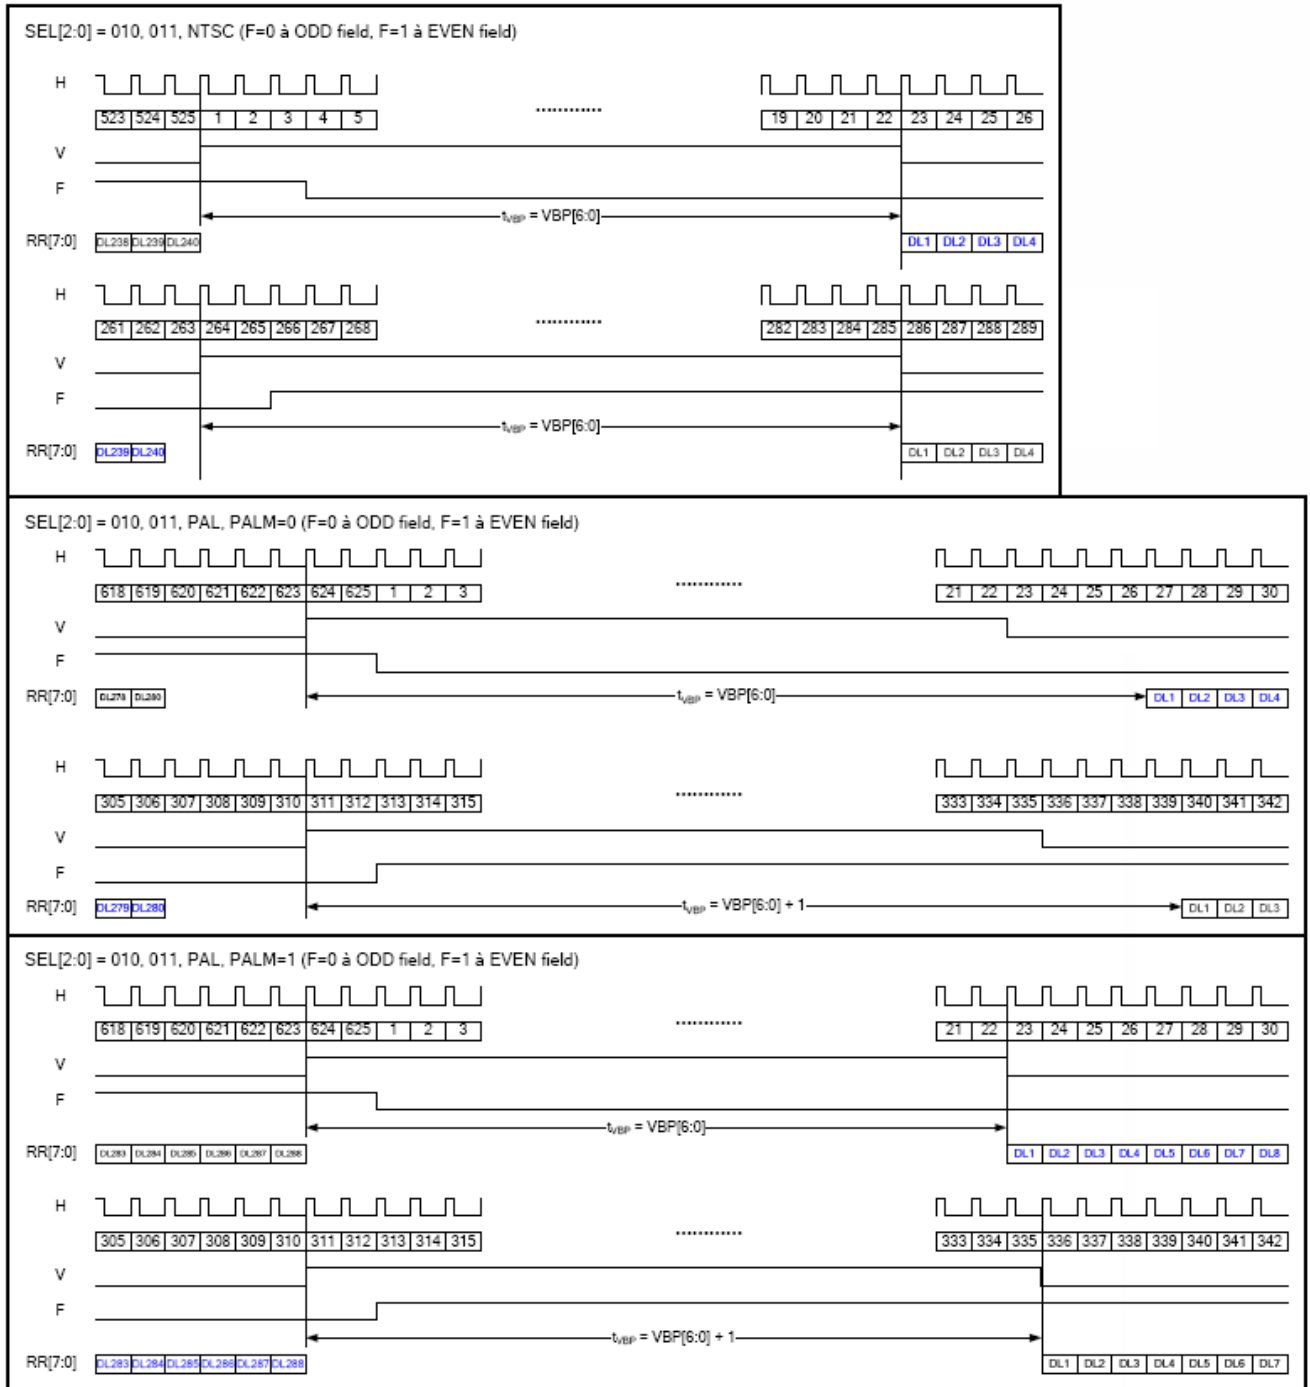 SEL[2:0] = 010, 011, NTSC (F=0 à ODD field, F=1 à EVEN field)
H
523 524 525 1 2 3 4 5 ............ 19 20 21 22 23 24 25 26
V
F
tVBP = VBP[6:0]
RR[7:0] DL238 DL239 DL240 DL1 DL2 DL3 DL4
H
261 262 263 264 265 266 267 268 ............ 282 283 284 285 286 287 288 289
V
F
tVBP = VBP[6:0]
RR[7:0] DL239 DL240 DL1 DL2 DL3 DL4
SEL[2:0] = 010, 011, PAL, PALM=0 (F=0 à ODD field, F=1 à EVEN field)
H
618 619 620 621 622 623 624 625 1 2 3 ............ 21 22 23 24 25 26 27 28 29 30
V
F
RR[7:0] DL280 tVBP = VBP[6:0] DL1 DL2 DL3 DL4
H
305 306 307 308 309 310 311 312 313 314 315 ............ 333 334 335 336 337 338 339 340 341 342
V
F
RR[7:0] DL279 DL280 tVBP = VBP[6:0] + 1 DL1 DL2 DL3
SEL[2:0] = 010, 011, PAL, PALM=1 (F=0 à ODD field, F=1 à EVEN field)
H
618 619 620 621 622 623 624 625 1 2 3 ............ 21 22 23 24 25 26 27 28 29 30
V
F
tVBP = VBP[6:0]
RR[7:0] DL283 DL284 DL285 DL286 DL287 DL288 DL1 DL2 DL3 DL4 DL5 DL6 DL7 DL8
H
305 306 307 308 309 310 311 312 313 314 315 ............ 333 334 335 336 337 338 339 340 341 342
V
F
tVBP = VBP[6:0] + 1
RR[7:0] DL283 DL284 DL285 DL286 DL287 DL288 DL1 DL2 DL3 DL4 DL5 DL6 DL7